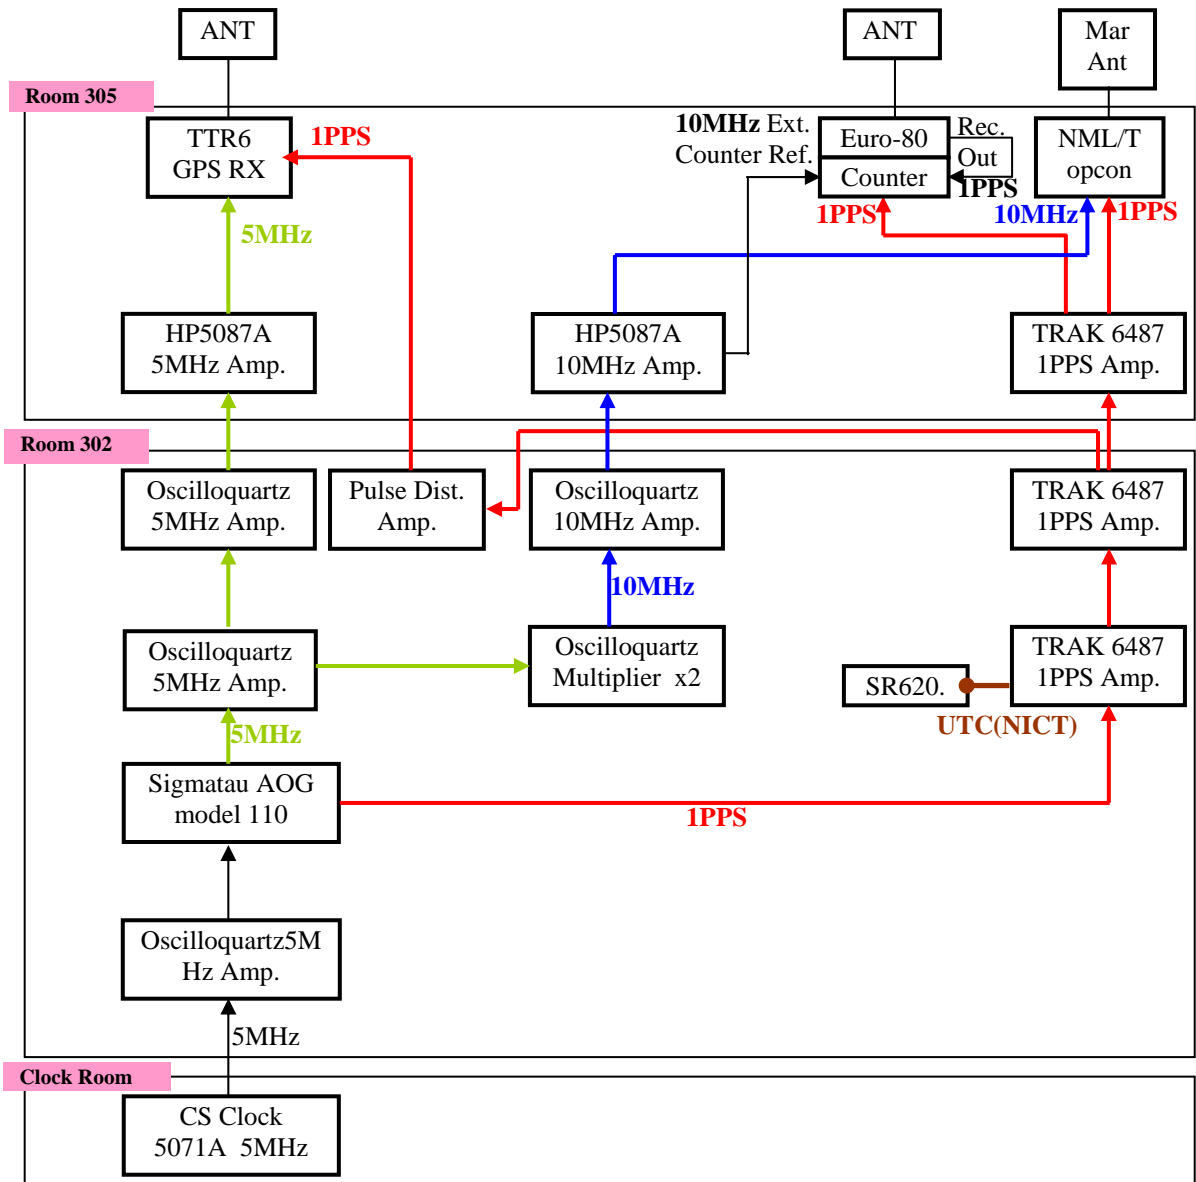 ANT
ANT
Mar
Ant
Room 305
TTR6
GPS RX
1PPS
10MHz Ext.
Counter Ref.
Euro-80
Counter
Rec.
Out
1PPS
NML/T
opcon
5MHz
1PPS
10MHz
1PPS
HP5087A
5MHz Amp.
HP5087A
10MHz Amp.
TRAK 6487
1PPS Amp.
Room 302
Oscilloquartz
5MHz Amp.
Pulse Dist.
Amp.
Oscilloquartz
10MHz Amp.
TRAK 6487
1PPS Amp.
10MHz
Oscilloquartz
5MHz Amp.
Oscilloquartz
Multiplier x2
SR620.
TRAK 6487
1PPS Amp.
UTC(NICT)
5MHz
Sigmatau AOG
model 110
1PPS
Oscilloquartz5M
Hz Amp.
5MHz
Clock Room
CS Clock
5071A 5MHz